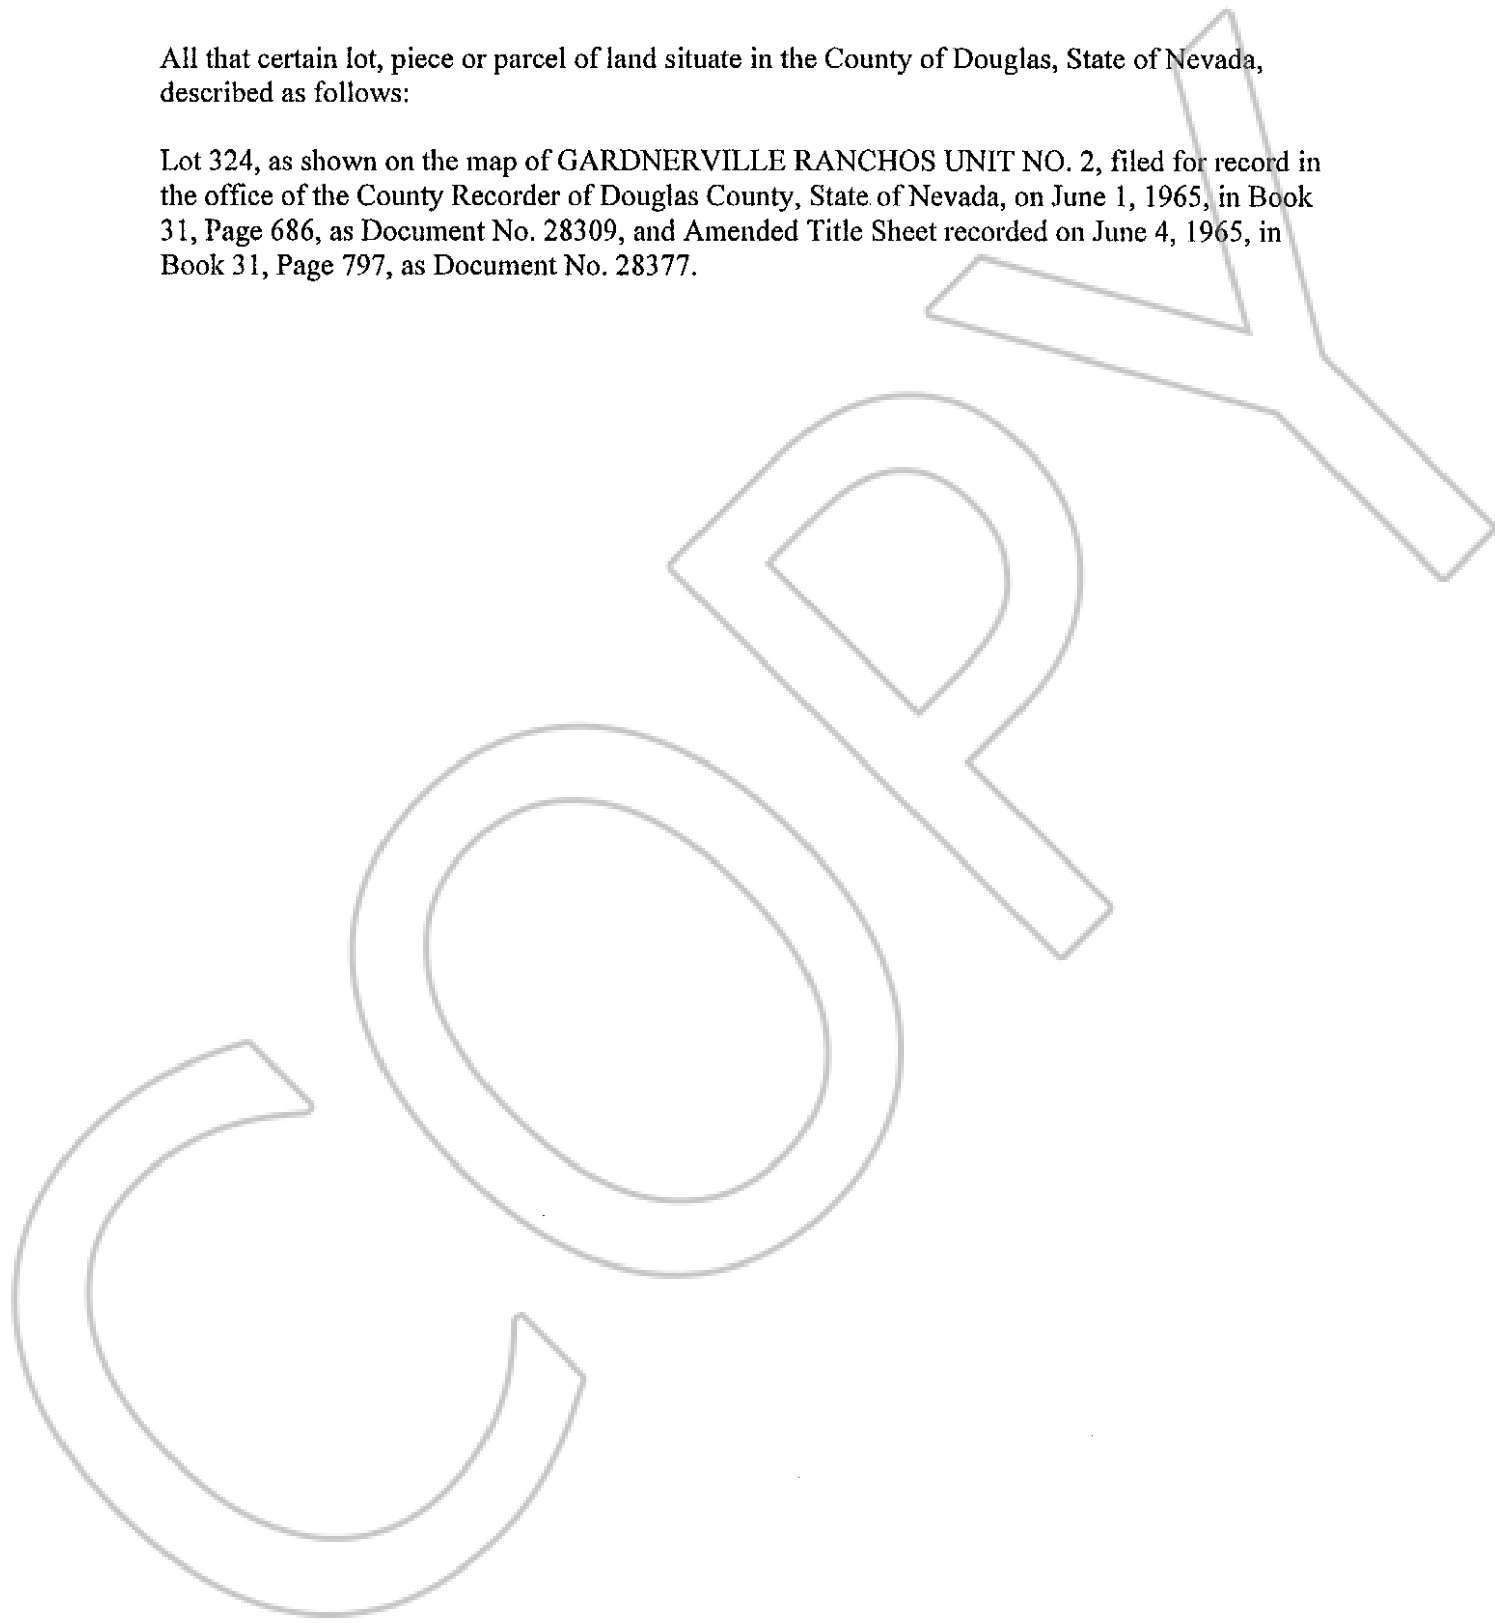 All that certain lot, piece or parcel of land situate in the County of Douglas, State of Nevada,
described as follows:
Lot 324, as shown on the map of GARDNERVILLE RANCHOS UNIT NO. 2, filed for record in
the office of the County Recorder of Douglas County, State of Nevada, on June 1, 1965, in Book
31, Page 686, as Document No. 28309, and Amended Title Sheet recorded on June 4, 1965, in
Book 31, Page 797, as Document No. 28377.
COPY